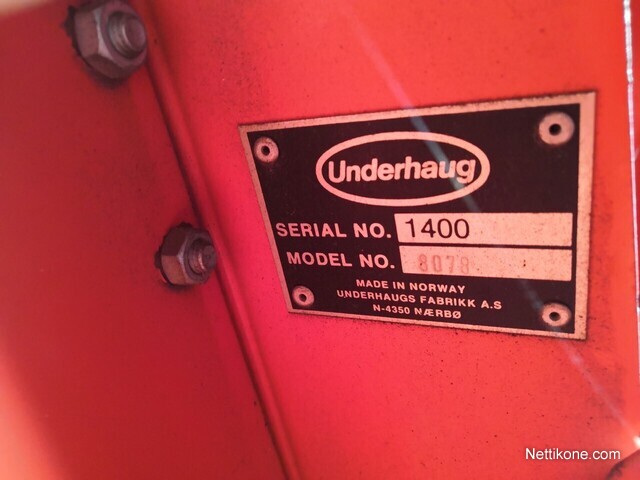 Underhaug
SERIAL NO. 1400
MODEL NO. 8078
MADE IN NORWAY
UNDERHAUGS FABRIKK A.S
N-4350 NÆRBØ
Nettikone.com